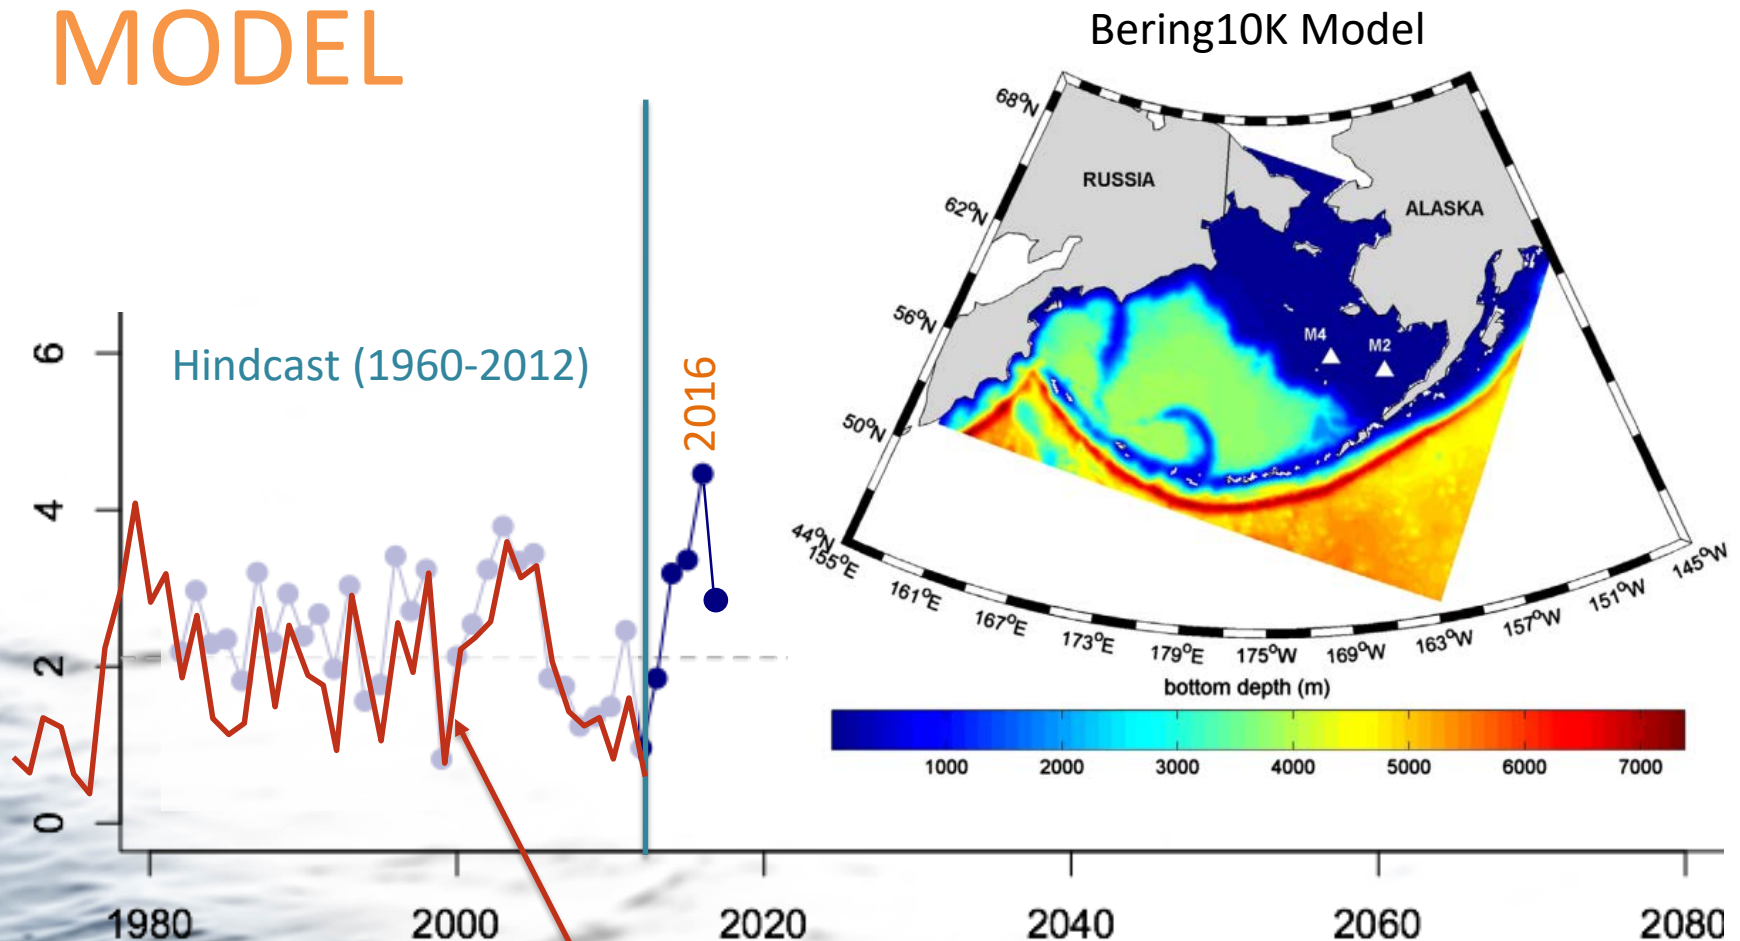 MODEL
Bering10K Model
Hindcast (1960-2012)
2016
6
4
2
0
1980
2000
2020
2040
2060
2080
68°N
62°N
56°N
50°N
44°N
155°E
161°E
167°E
173°E
179°E
175°W
169°W
163°W
157°W
151°W
145°W
RUSSIA
ALASKA
M4
M2
bottom depth (m)
1000
2000
3000
4000
5000
6000
7000